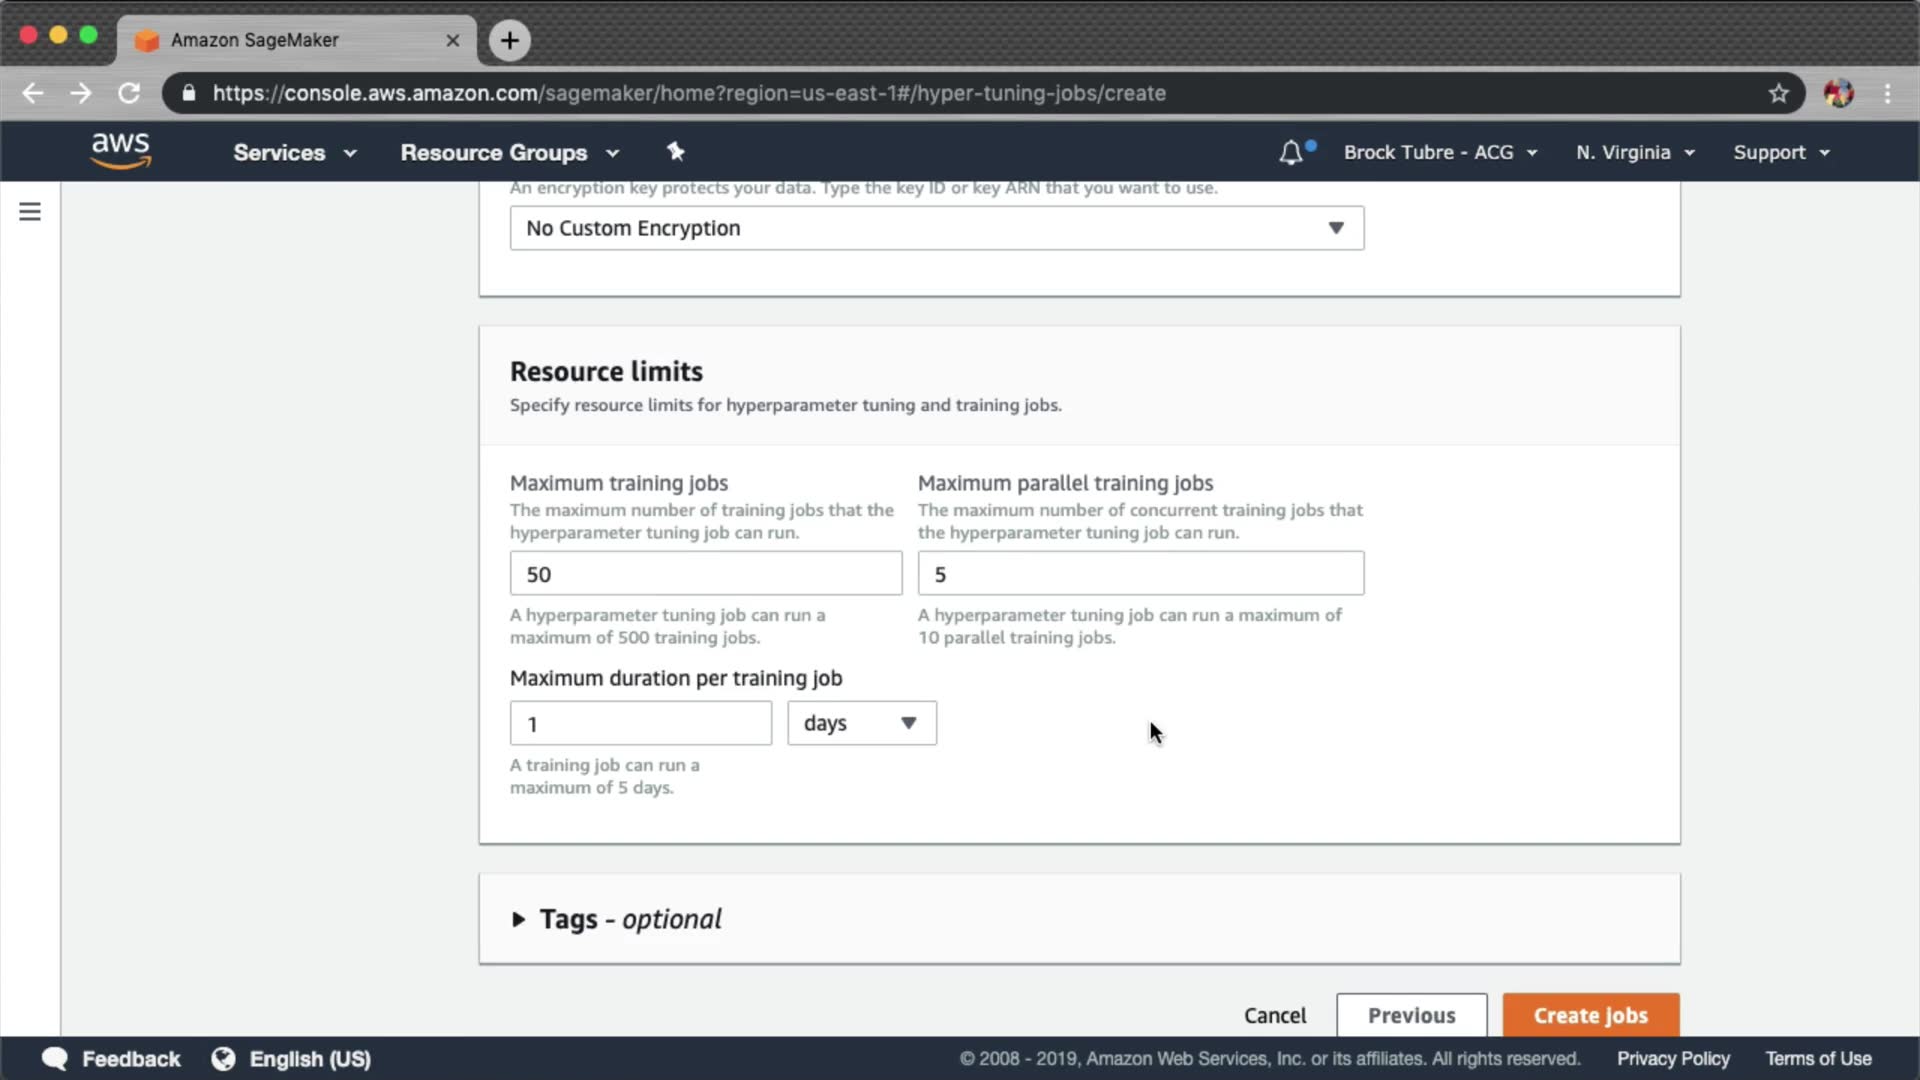 Amazon SageMaker
https://console.aws.amazon.com/sagemaker/home?region=us-east-1#/hyper-tuning-jobs/create
aws
Services
Resource Groups
Brock Tubre - ACG
N. Virginia
Support
An encryption key protects your data. Type the key ID or key ARN that you want to use.
No Custom Encryption
Resource limits
Specify resource limits for hyperparameter tuning and training jobs.
Maximum training jobs
The maximum number of training jobs that the
hyperparameter tuning job can run.
50
A hyperparameter tuning job can run a
maximum of 500 training jobs.
Maximum parallel training jobs
The maximum number of concurrent training jobs that
the hyperparameter tuning job can run.
5
A hyperparameter tuning job can run a maximum of
10 parallel training jobs.
Maximum duration per training job
1
days
A training job can run a
maximum of 5 days.
Tags - optional
Cancel
Previous
Create jobs
Feedback
English (US)
© 2008 - 2019, Amazon Web Services, Inc. or its affiliates. All rights reserved.
Privacy Policy
Terms of Use